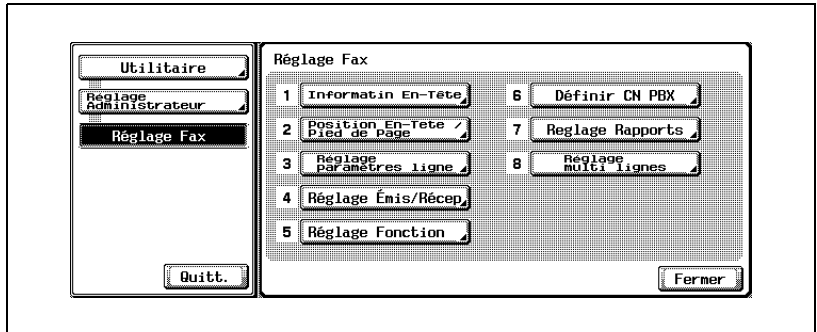 Utilitaire
Réglage
Administrateur
Réglage Fax
Quitt.
Réglage Fax
1 Informatin En-Tête
2 Position En-Tete /
Pied de Page
3 Réglage
paramètres ligne
4 Réglage Émis/Récep
5 Réglage Fonction
6 Définir CN PBX
7 Reglage Rapports
8 Réglage
multi lignes
Fermer